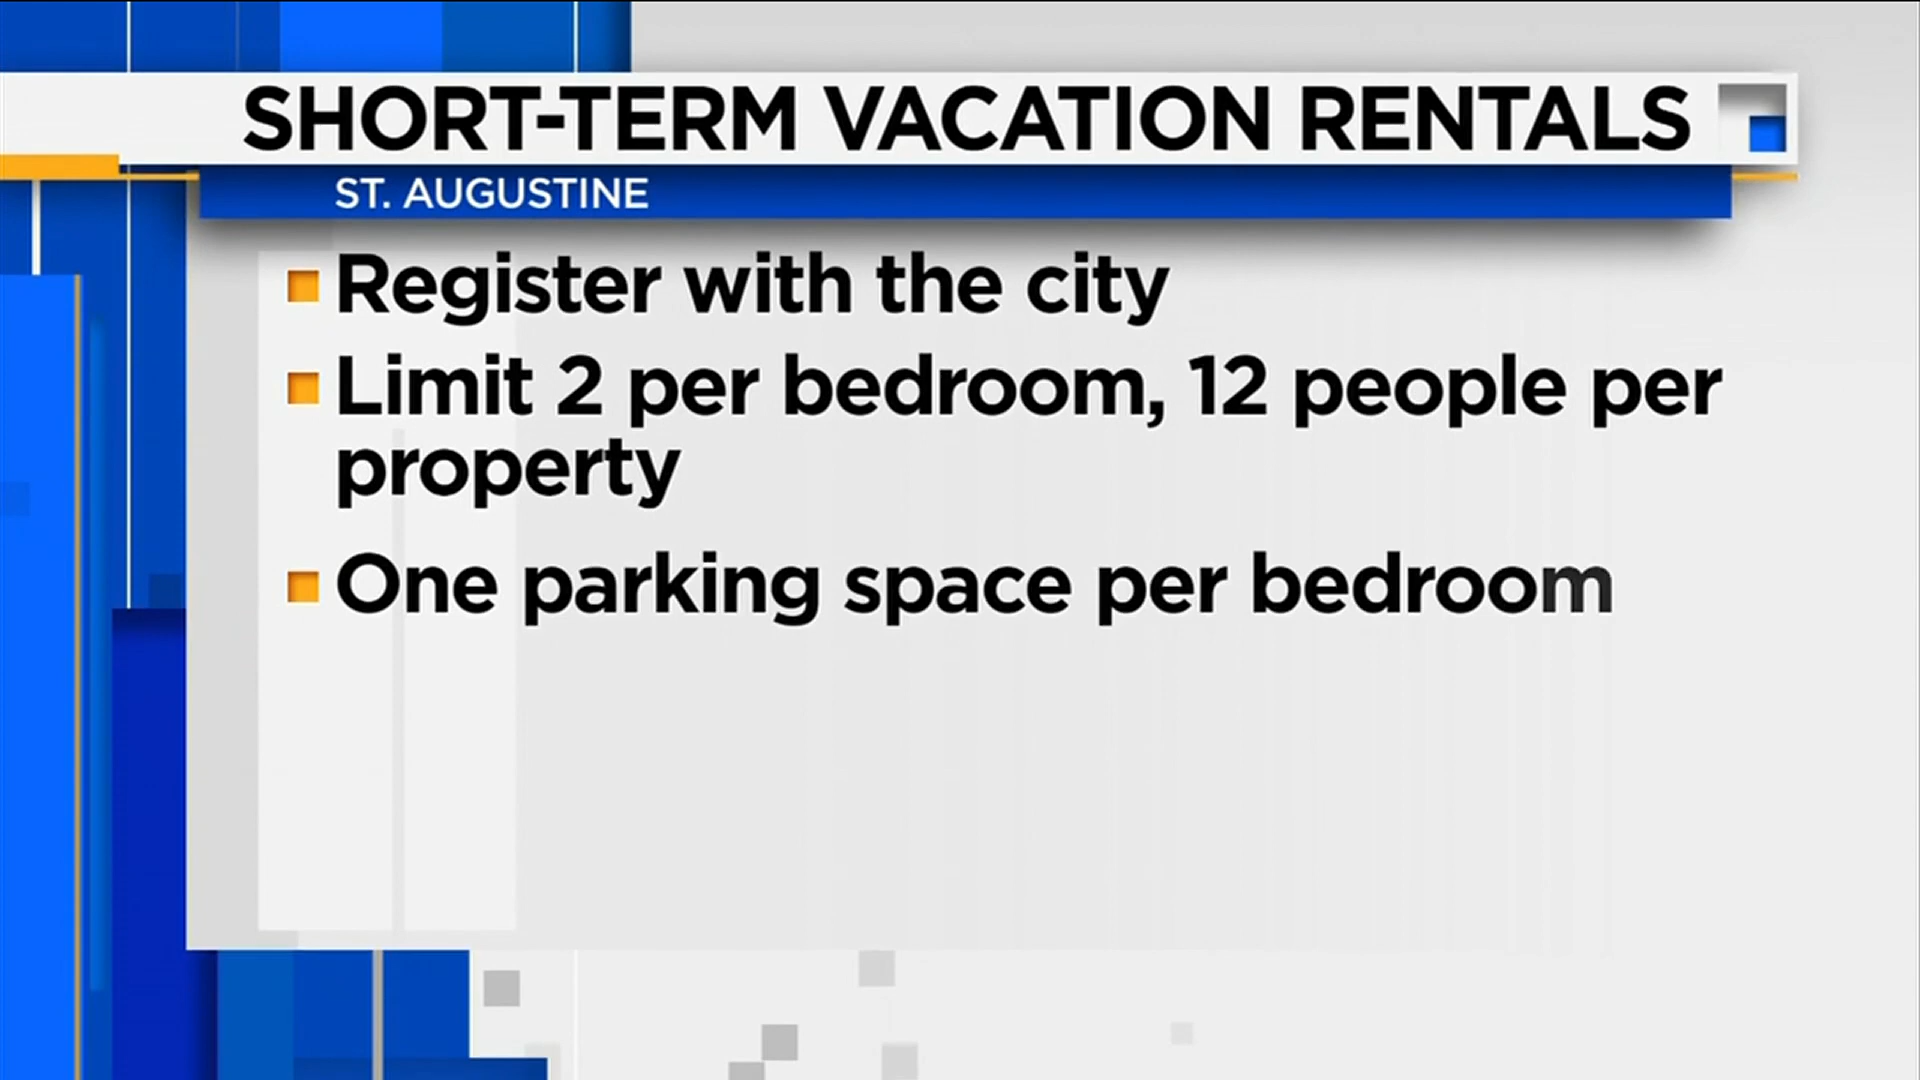 SHORT-TERM VACATION RENTALS
ST. AUGUSTINE
Register with the city
Limit 2 per bedroom, 12 people per
property
One parking space per bedroom